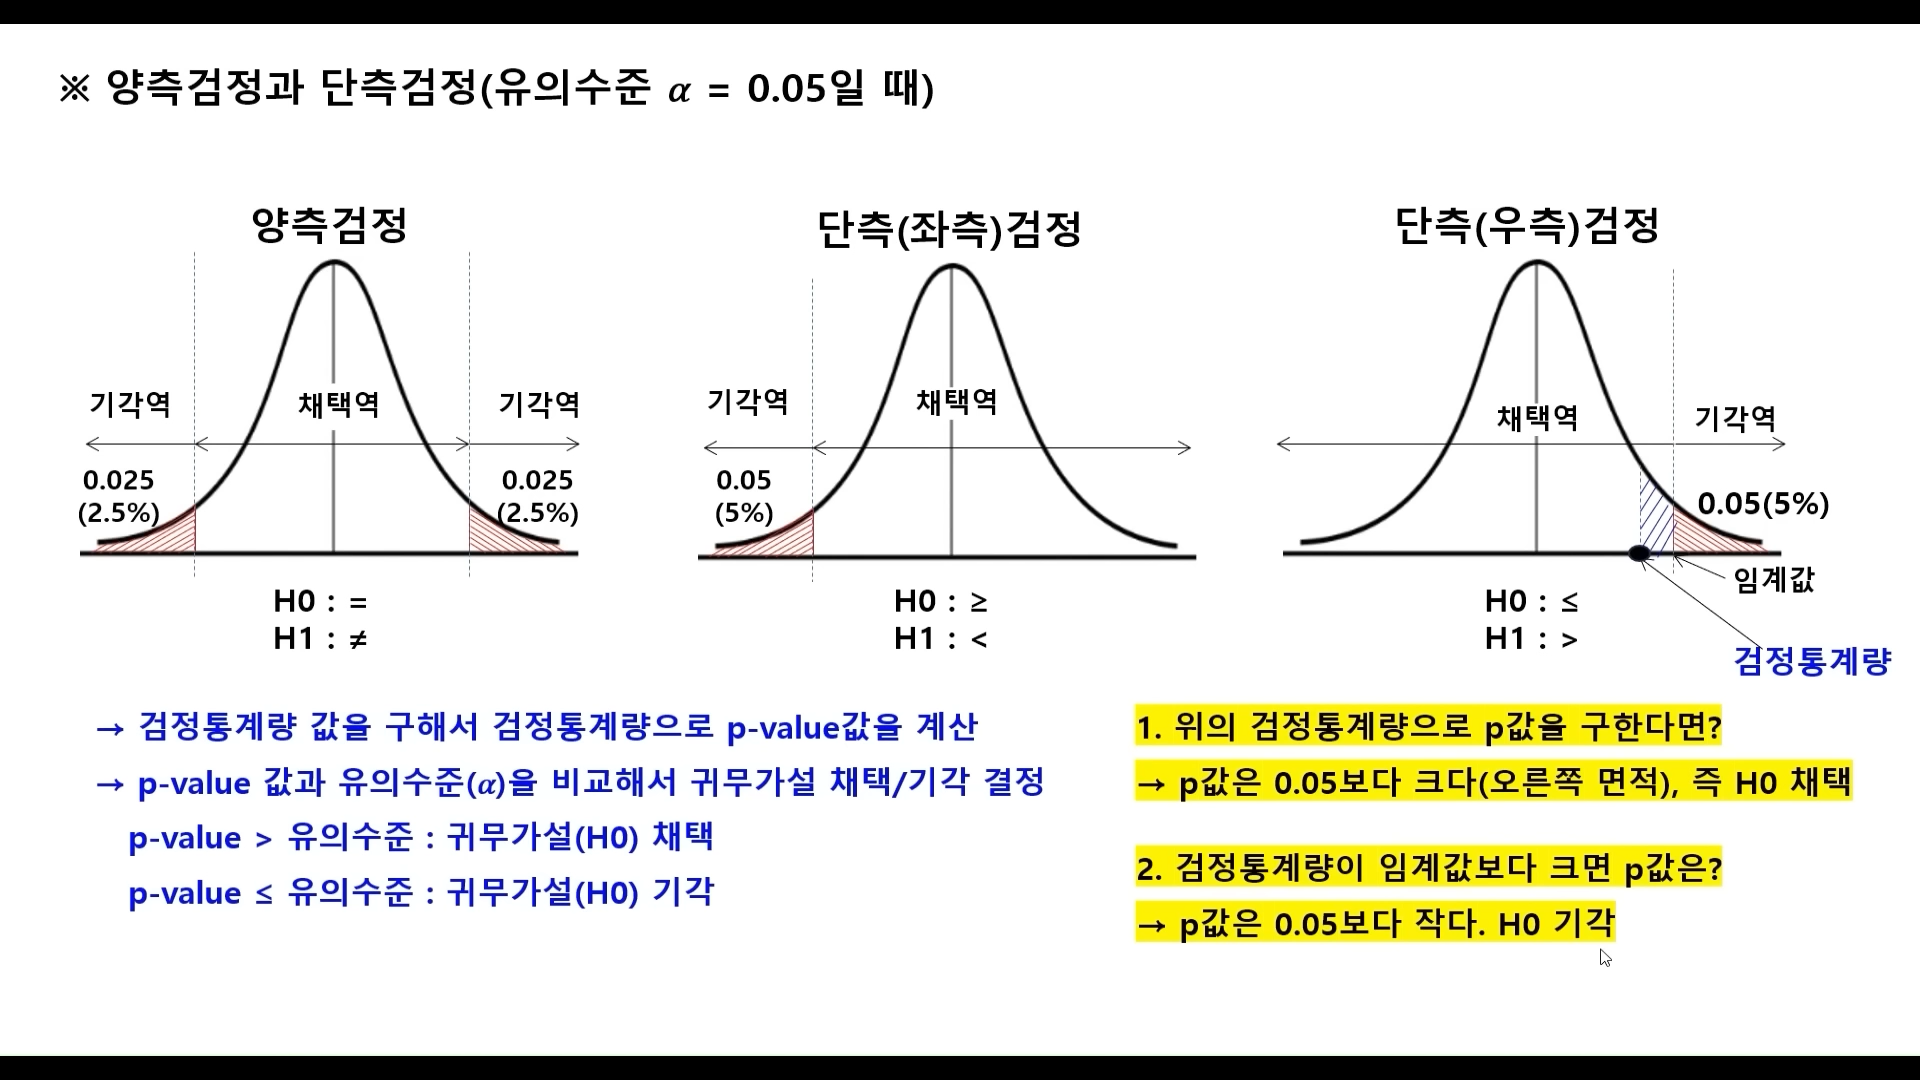 ※ 양측검정과 단측검정(유의수준 α = 0.05일 때)
양측검정
기각역
채택역
기각역
0.025
(2.5%)
0.025
(2.5%)
H0 : =
H1 : ≠
단측(좌측)검정
기각역
채택역
0.05
(5%)
H0 : ≥
H1 : <
단측(우측)검정
채택역
기각역
0.05(5%)
임계값
검정통계량
H0 : ≤
H1 : >
→ 검정통계량 값을 구해서 검정통계량으로 p-value값을 계산
→ p-value 값과 유의수준(α)을 비교해서 귀무가설 채택/기각 결정
p-value > 유의수준 : 귀무가설(H0) 채택
p-value ≤ 유의수준 : 귀무가설(H0) 기각
1. 위의 검정통계량으로 p값을 구한다면?
→ p값은 0.05보다 크다(오른쪽 면적), 즉 H0 채택
2. 검정통계량이 임계값보다 크면 p값은?
→ p값은 0.05보다 작다. H0 기각